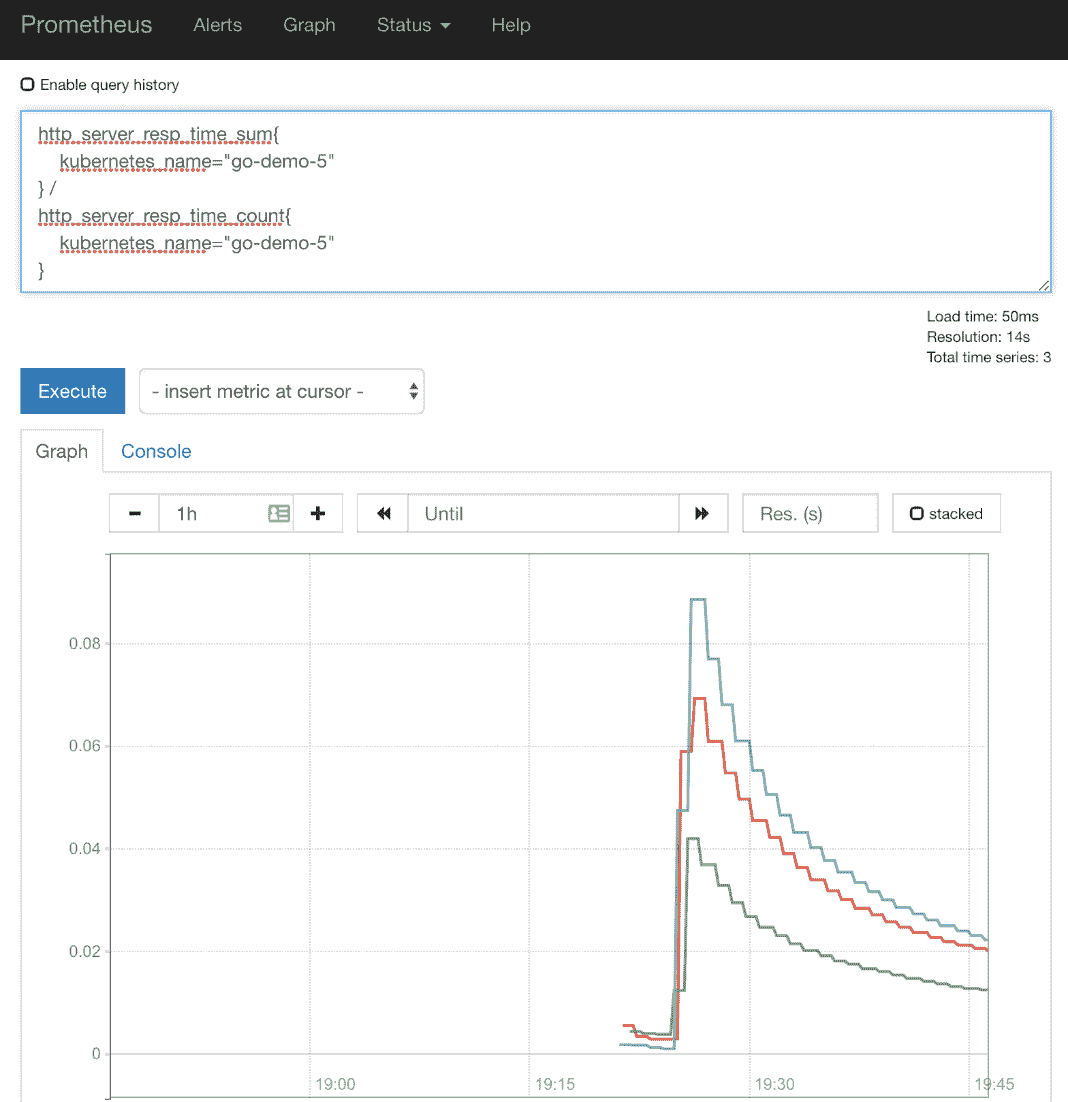 Prometheus Alerts Graph Status Help
Enable query history
http_server_resp_time_sum{
kubernetes_name="go-demo-5"
} /
http_server_resp_time_count{
kubernetes_name="go-demo-5"
}
Load time: 50ms
Resolution: 14s
Total time series: 3
Execute - insert metric at cursor -
Graph Console
- 1h + Until Res. (s) stacked
0.08
0.06
0.04
0.02
0
19:00 19:15 19:30 19:45